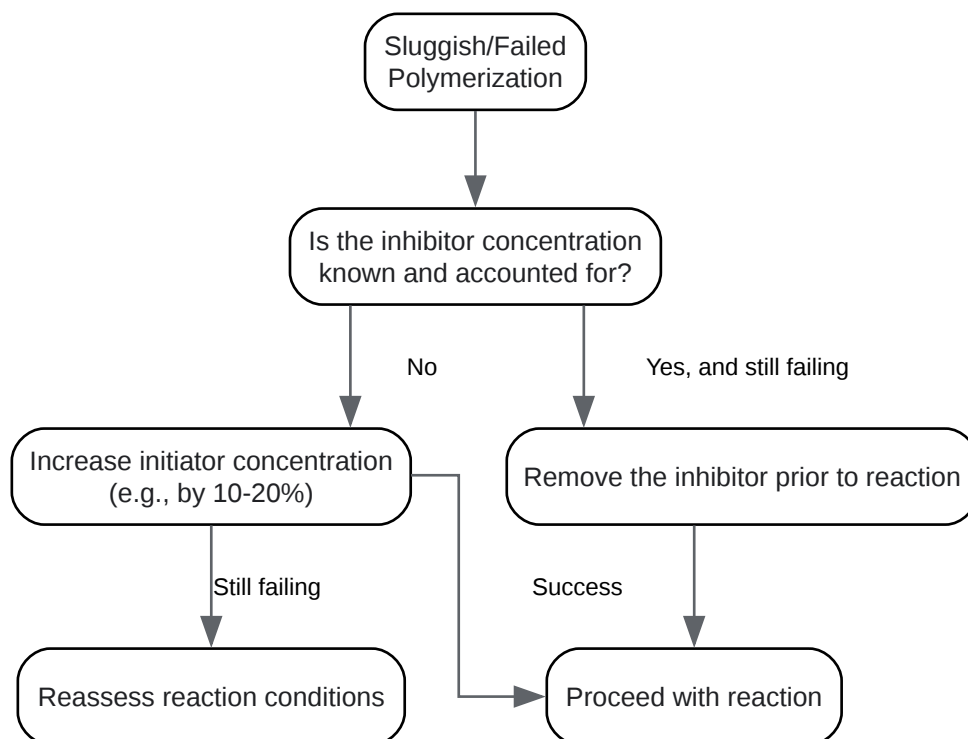 Sluggish/Failed
Polymerization
Is the inhibitor concentration
known and accounted for?
No
Yes, and still failing
Increase initiator concentration
(e.g., by 10-20%)
Remove the inhibitor prior to reaction
Still failing
Success
Reassess reaction conditions
Proceed with reaction